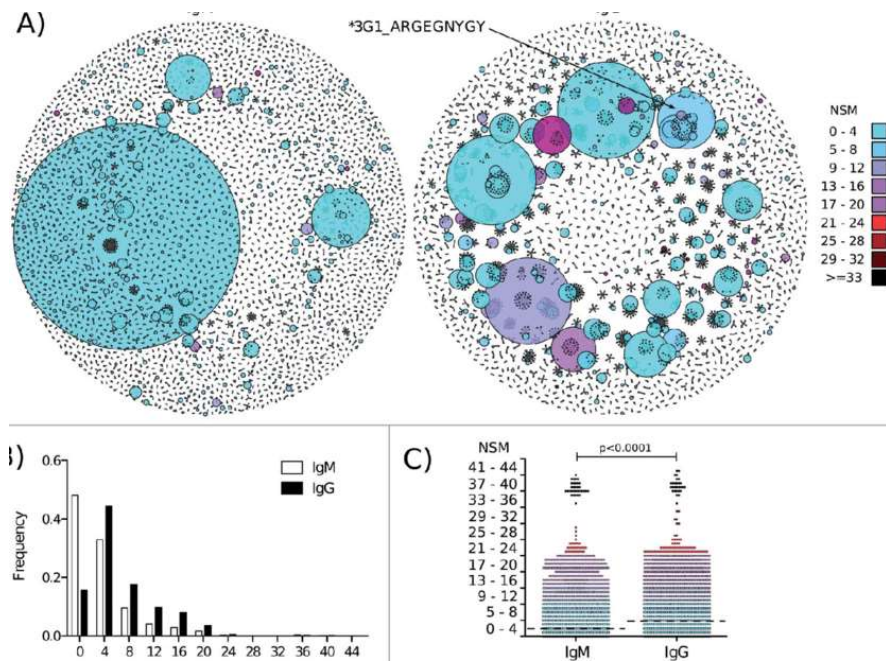 A)
*3G1_ARGEGNYGY
NSM
0 - 4
5 - 8
9 - 12
13 - 16
17 - 20
21 - 24
25 - 28
29 - 32
>=33
0.6
0.4
0.2
0.0
Frequency
IgM
IgG
0 4 8 12 16 20 24 28 32 36 40 44
C)
NSM
p<0.0001
41 - 44
37 - 40
33 - 36
29 - 32
25 - 28
21 - 24
17 - 20
13 - 16
9 - 12
5 - 8
0 - 4
IgM IgG